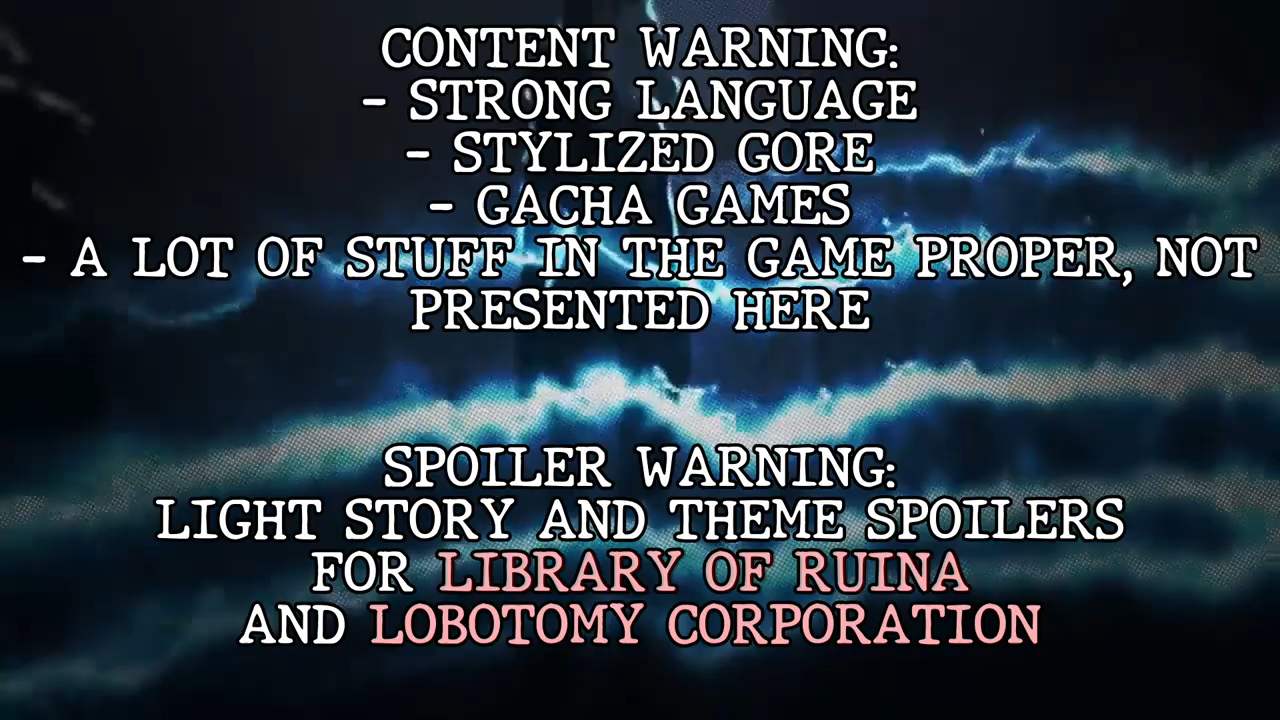 CONTENT WARNING:
- STRONG LANGUAGE
- STYLIZED GORE
- GACHA GAMES
- A LOT OF STUFF IN THE GAME PROPER, NOT
PRESENTED HERE
SPOILER WARNING:
LIGHT STORY AND THEME SPOILERS
FOR LIBRARY OF RUINA
AND LOBOTOMY CORPORATION